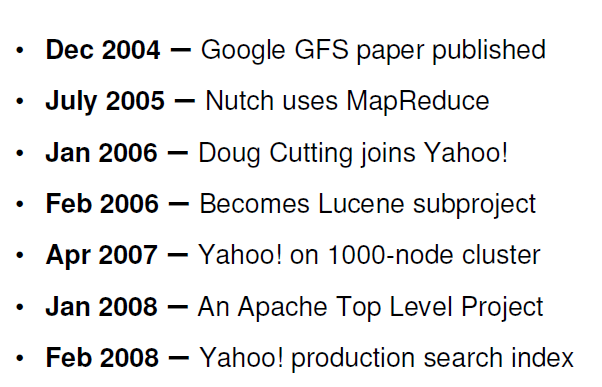 • Dec 2004 — Google GFS paper published
• July 2005 — Nutch uses MapReduce
• Jan 2006 — Doug Cutting joins Yahoo!
• Feb 2006 — Becomes Lucene subproject
• Apr 2007 — Yahoo! on 1000-node cluster
• Jan 2008 — An Apache Top Level Project
• Feb 2008 — Yahoo! production search index